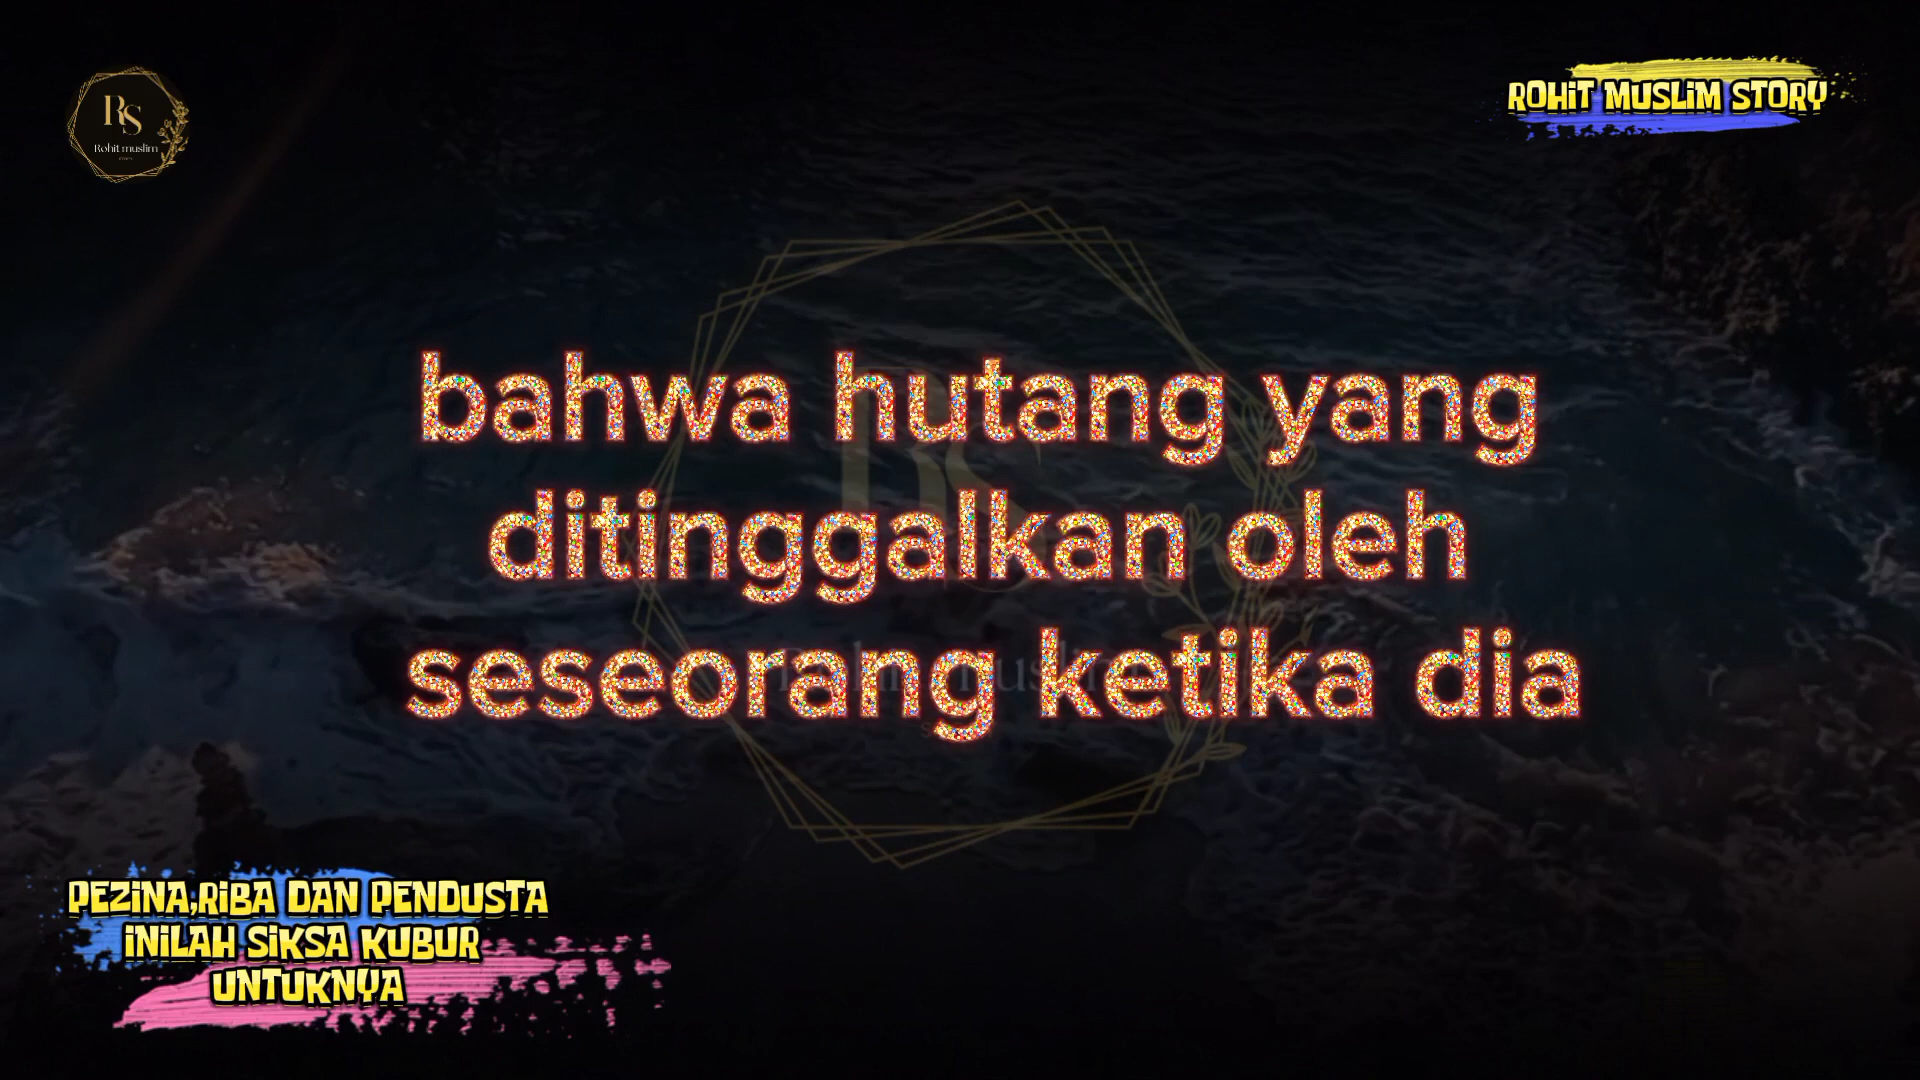 RS
Rohit muslim
ROHiT MUSLiM STORY
bahwa hutang yang
ditinggalkan oleh
seseorang ketika dia
PEZiNA,RiBA DAN PENDUSTA
iNiLAH SiKSA KUBUR
UNTUKNYA